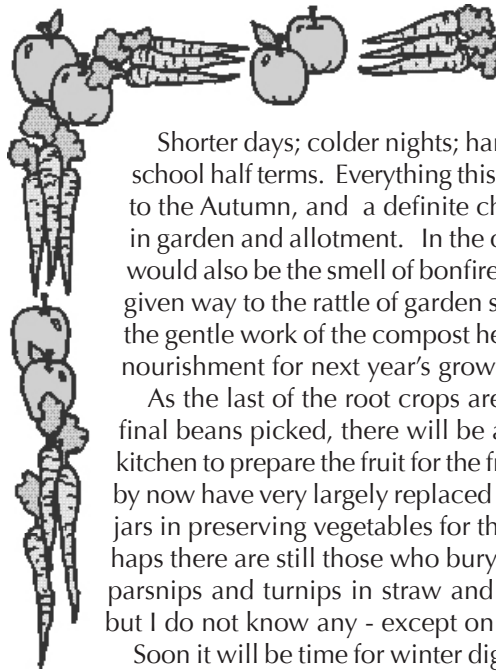 Shorter days; colder nights; har
school half terms. Everything this
to the Autumn, and a definite ch
in garden and allotment. In the o
would also be the smell of bonfire
given way to the rattle of garden s
the gentle work of the compost he
nourishment for next year's grow
As the last of the root crops are
final beans picked, there will be a
kitchen to prepare the fruit for the fr
by now have very largely replaced
jars in preserving vegetables for th
haps there are still those who bury
parsnips and turnips in straw and
but I do not know any - except on
Soon it will be time for winter dig